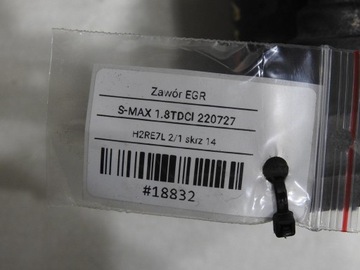 Zawór EGR
S-MAX 1.8TDCI 220727
H2RE7L 2/1 skrz 14
#18832